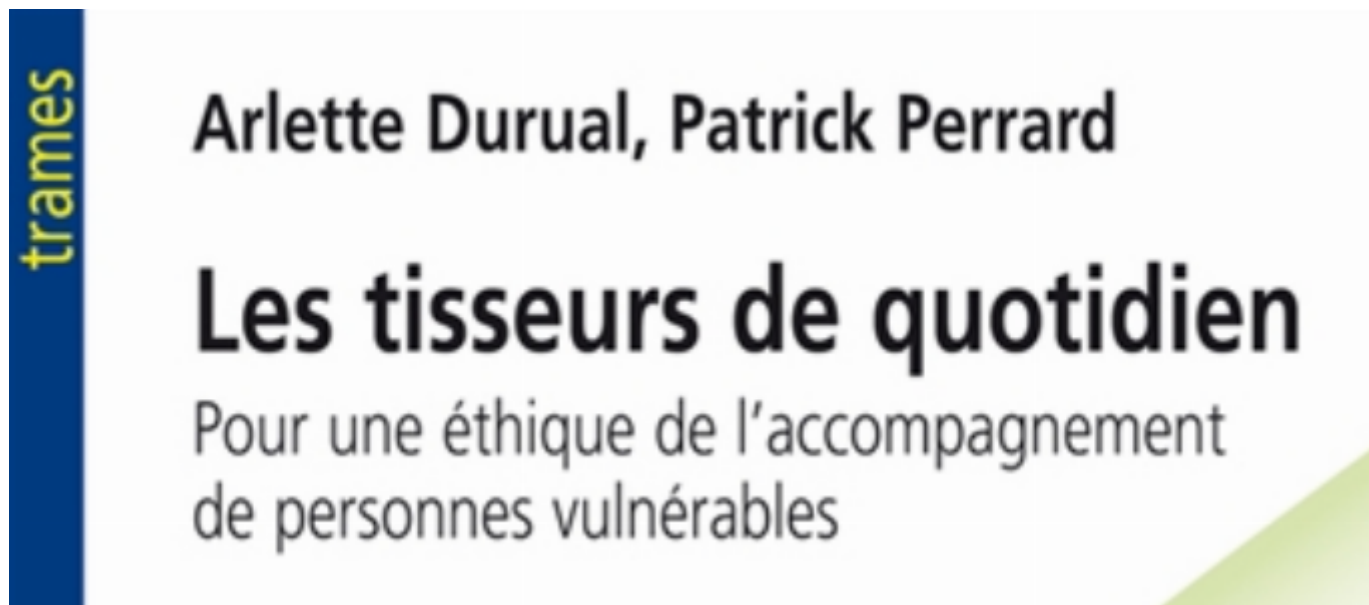 trames
Arlette Durual, Patrick Perrard
Les tisseurs de quotidien
Pour une éthique de l'accompagnement
de personnes vulnérables